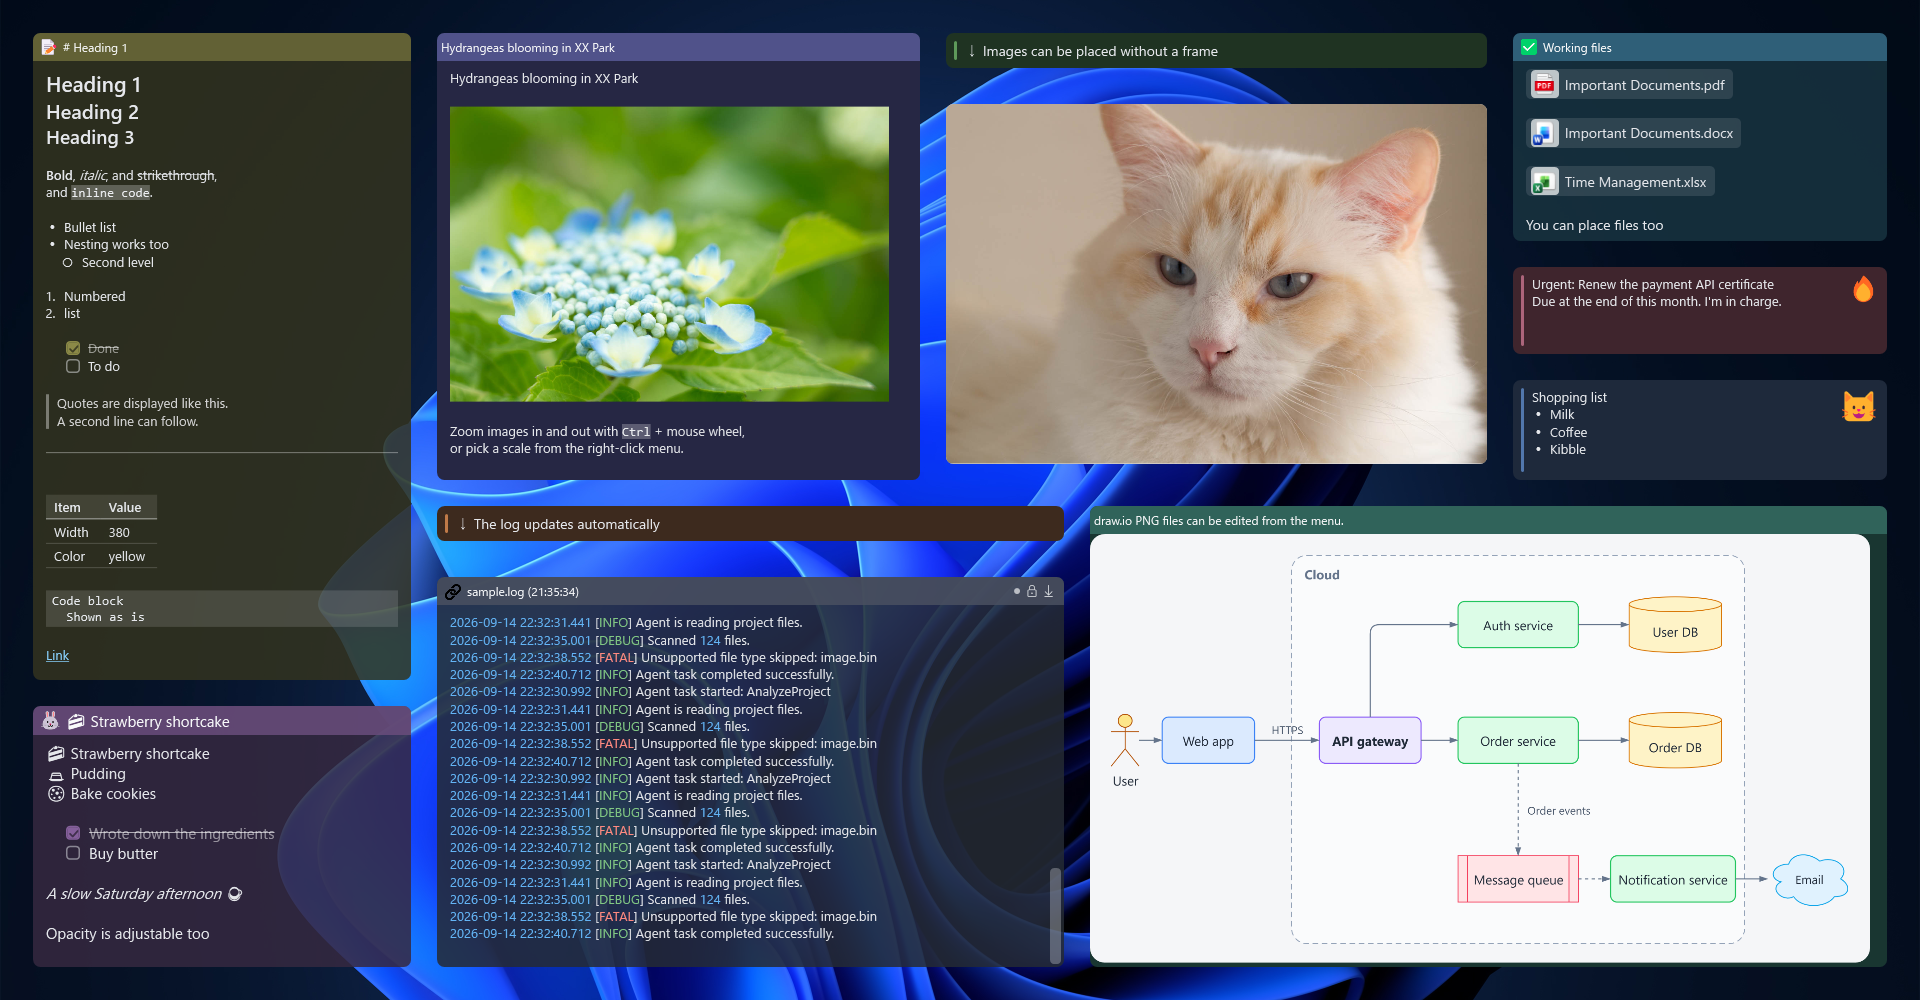 # Heading 1
Heading 1
Heading 2
Heading 3
Bold, italic, and strikethrough,
and inline code.
• Bullet list
• Nesting works too
○ Second level
1. Numbered
2. list
Done
To do
Quotes are displayed like this.
A second line can follow.
Item Value
Width 380
Color yellow
Code block
Shown as is
Link
Strawberry shortcake
Strawberry shortcake
Pudding
Bake cookies
Wrote down the ingredients
Buy butter
A slow Saturday afternoon
Opacity is adjustable too
Hydrangeas blooming in XX Park
Hydrangeas blooming in XX Park
Zoom images in and out with Ctrl + mouse wheel,
or pick a scale from the right-click menu.
↓ The log updates automatically
sample.log (21:35:34)
2026-09-14 22:32:31.441 [INFO] Agent is reading project files.
2026-09-14 22:32:35.001 [DEBUG] Scanned 124 files.
2026-09-14 22:32:38.552 [FATAL] Unsupported file type skipped: image.bin
2026-09-14 22:32:40.712 [INFO] Agent task completed successfully.
2026-09-14 22:32:30.992 [INFO] Agent task started: AnalyzeProject
2026-09-14 22:32:31.441 [INFO] Agent is reading project files.
2026-09-14 22:32:35.001 [DEBUG] Scanned 124 files.
2026-09-14 22:32:38.552 [FATAL] Unsupported file type skipped: image.bin
2026-09-14 22:32:40.712 [INFO] Agent task completed successfully.
2026-09-14 22:32:30.992 [INFO] Agent task started: AnalyzeProject
2026-09-14 22:32:31.441 [INFO] Agent is reading project files.
2026-09-14 22:32:35.001 [DEBUG] Scanned 124 files.
2026-09-14 22:32:38.552 [FATAL] Unsupported file type skipped: image.bin
2026-09-14 22:32:40.712 [INFO] Agent task completed successfully.
2026-09-14 22:32:30.992 [INFO] Agent task started: AnalyzeProject
2026-09-14 22:32:31.441 [INFO] Agent is reading project files.
2026-09-14 22:32:35.001 [DEBUG] Scanned 124 files.
2026-09-14 22:32:38.552 [FATAL] Unsupported file type skipped: image.bin
2026-09-14 22:32:40.712 [INFO] Agent task completed successfully.
↓ Images can be placed without a frame
Working files
PDF
Important Documents.pdf
W
Important Documents.docx
X
Time Management.xlsx
You can place files too
Urgent: Renew the payment API certificate
Due at the end of this month. I'm in charge.
Shopping list
• Milk
• Coffee
• Kibble
draw.io PNG files can be edited from the menu.
Cloud
Auth service
User DB
User
Web app
HTTPS
API gateway
Order service
Order DB
Order events
Message queue
Notification service
Email